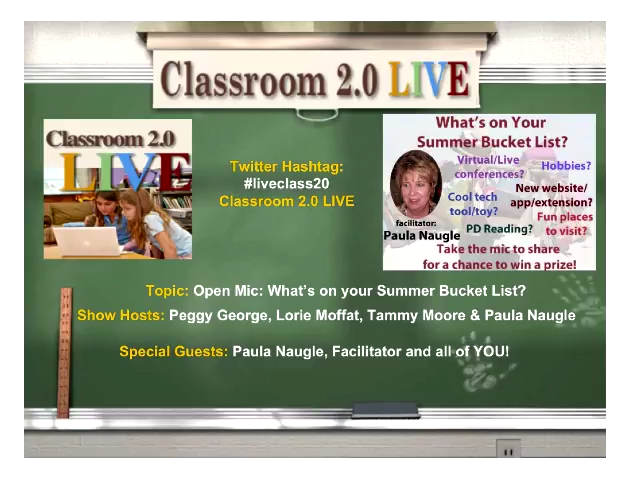 Classroom 2.0 LIVE
Classroom 2.0
LIVE
Twitter Hashtag:
#liveclass20
Classroom 2.0 LIVE
What's on Your
Summer Bucket List?
Virtual/Live
conferences?
Hobbies?
Cool tech
tool/toy?
New website/
app/extension?
Fun places
to visit?
PD Reading?
facilitator:
Paula Naugle
Take the mic to share
for a chance to win a prize!
Topic: Open Mic: What's on your Summer Bucket List?
Show Hosts: Peggy George, Lorie Moffat, Tammy Moore & Paula Naugle
Special Guests: Paula Naugle, Facilitator and all of YOU!